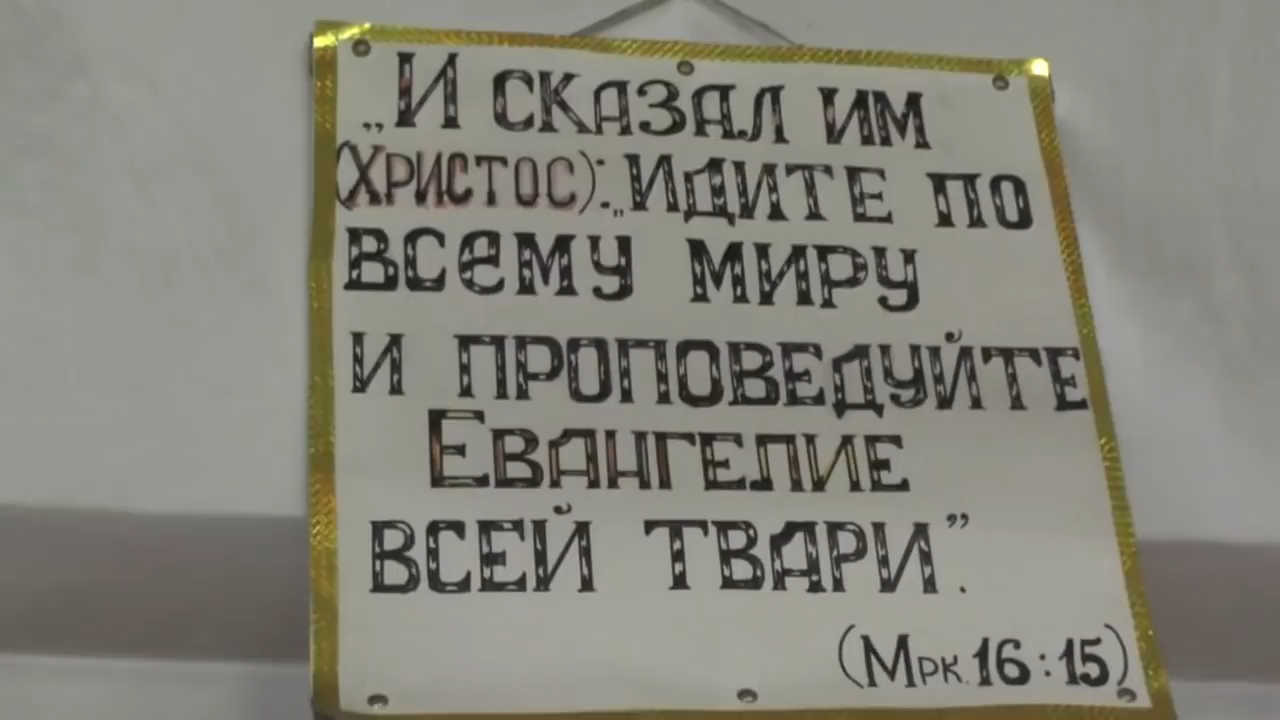 „И СКАЗАЛ ИМ
(ХРИСТОС): „ИДИТЕ ПО
ВСЕМУ МИРУ
И ПРОПОВЕДУЙТЕ
ЕВАНГЕЛИЕ
ВСЕЙ ТВАРИ”.
(МРК. 16:15)